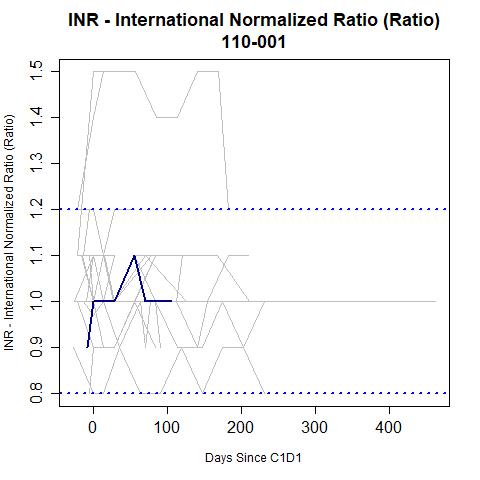 INR - International Normalized Ratio (Ratio)
110-001
INR - International Normalized Ratio (Ratio)
1.5
1.4
1.3
1.2
1.1
1.0
0.9
0.8
0 100 200 300 400
Days Since C1D1